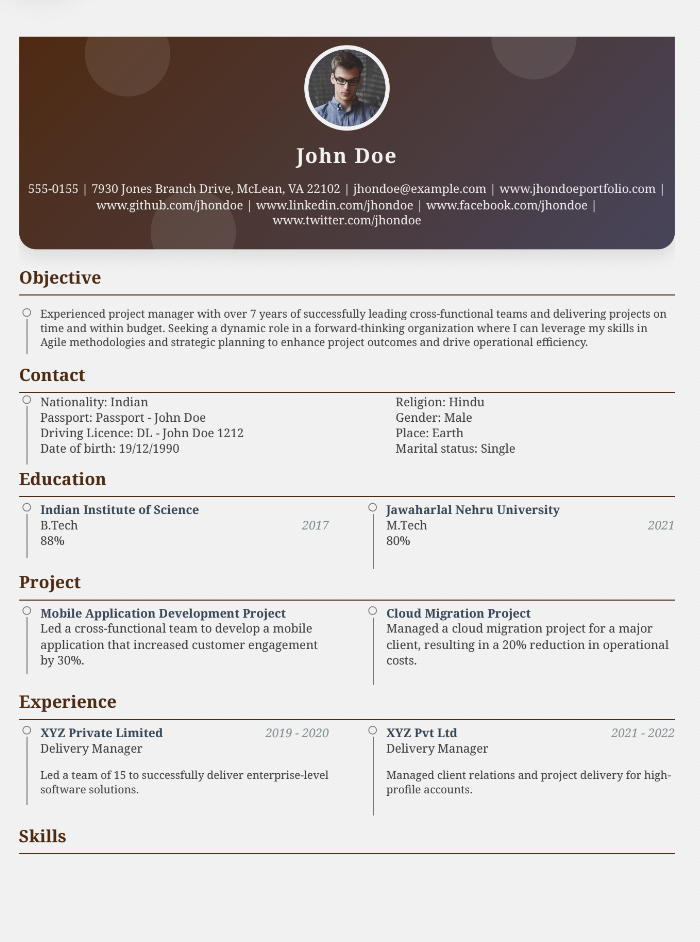 John Doe
555-0155 | 7930 Jones Branch Drive, McLean, VA 22102 | jhondoe@example.com | www.jhondoeportfolio.com |
www.github.com/jhondoe | www.linkedin.com/jhondoe | www.facebook.com/jhondoe |
www.twitter.com/jhondoe
Objective
Experienced project manager with over 7 years of successfully leading cross-functional teams and delivering projects on
time and within budget. Seeking a dynamic role in a forward-thinking organization where I can leverage my skills in
Agile methodologies and strategic planning to enhance project outcomes and drive operational efficiency.
Contact
Nationality: Indian
Passport: Passport - John Doe
Driving Licence: DL - John Doe 1212
Date of birth: 19/12/1990
Religion: Hindu
Gender: Male
Place: Earth
Marital status: Single
Education
Indian Institute of Science
B.Tech 2017
88%
Jawaharlal Nehru University
M.Tech 2021
80%
Project
Mobile Application Development Project
Led a cross-functional team to develop a mobile
application that increased customer engagement
by 30%.
Cloud Migration Project
Managed a cloud migration project for a major
client, resulting in a 20% reduction in operational
costs.
Experience
XYZ Private Limited 2019 - 2020
Delivery Manager
Led a team of 15 to successfully deliver enterprise-level
software solutions.
XYZ Pvt Ltd 2021 - 2022
Delivery Manager
Managed client relations and project delivery for high-
profile accounts.
Skills